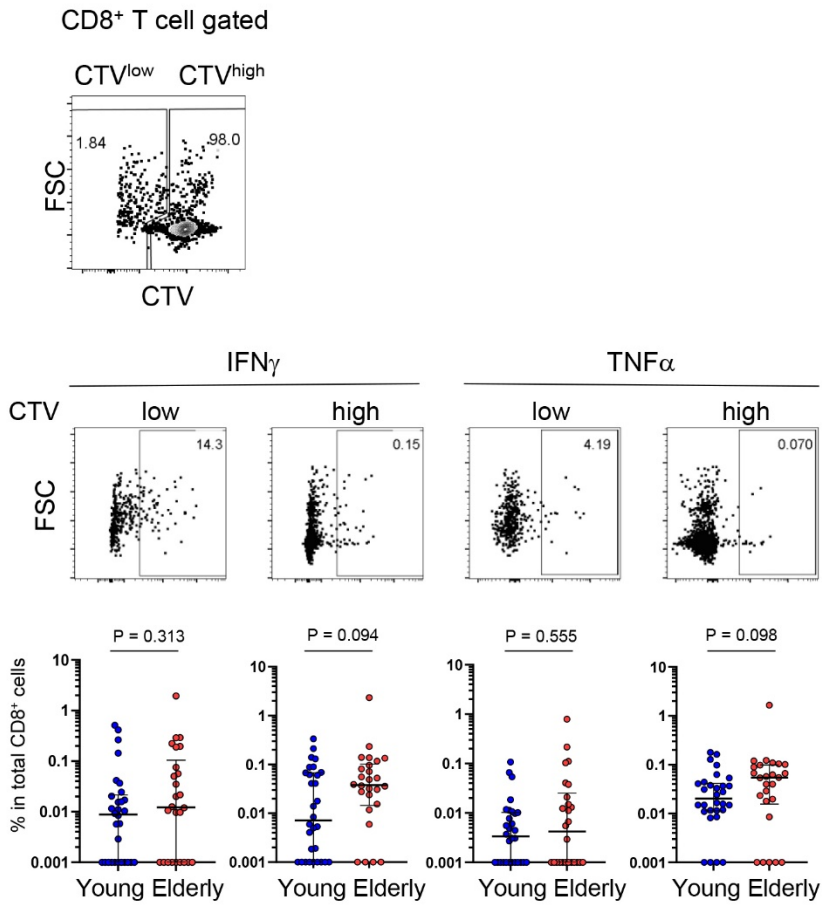 CD8⁺ T cell gated
CTVlow CTVhigh
1.84 98.0
FSC
CTV
IFNγ TNFα
CTV low high low high
14.3 0.15 4.19 0.070
FSC
P = 0.313 P = 0.094 P = 0.555 P = 0.098
% in total CD8⁺ cells
10 10 10 10
1 1 1 1
0.1 0.1 0.1 0.1
0.01 0.01 0.01 0.01
0.001 0.001 0.001 0.001
Young Elderly Young Elderly Young Elderly Young Elderly